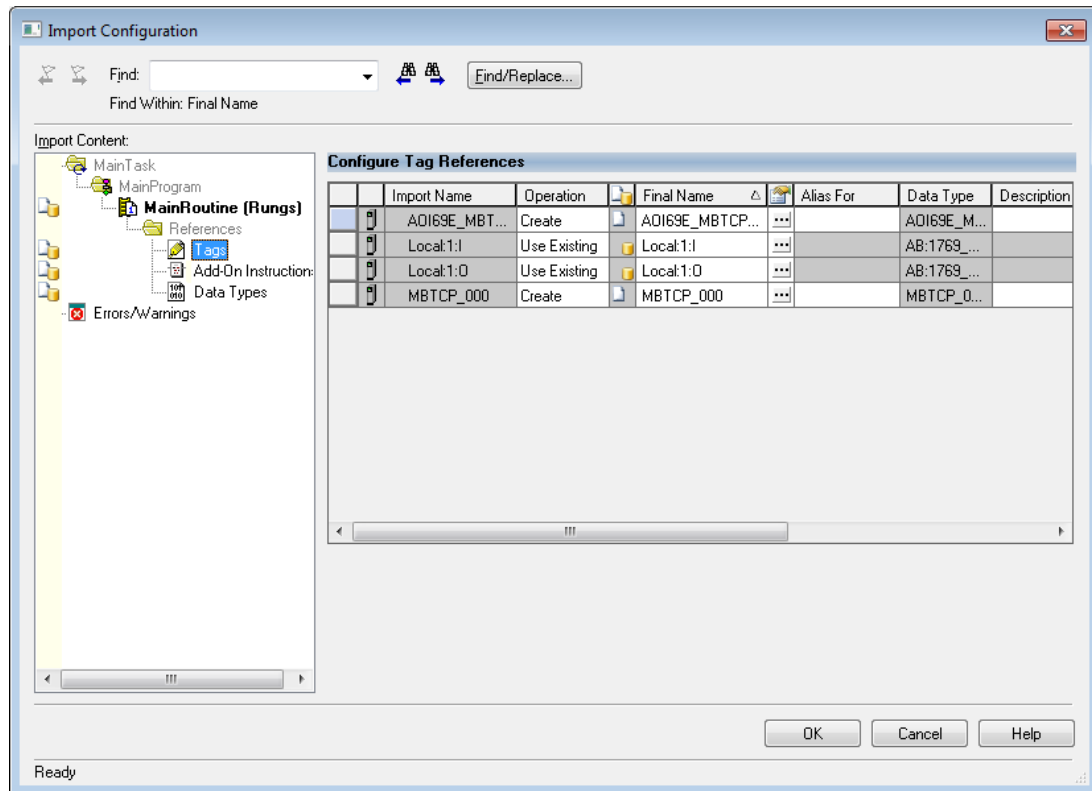 Import Configuration
Find: Find/Replace...
Find Within: Final Name
Import Content:
MainTask
MainProgram
MainRoutine (Rungs)
References
Tags
Add-On Instruction:
Data Types
Errors/Warnings
Configure Tag References
Import Name Operation Final Name Alias For Data Type Description
AOI69E_MBT... Create AOI69E_MBTCP... ... AOI69E_M...
Local:1:I Use Existing Local:1:I ... AB:1769_...
Local:1:O Use Existing Local:1:O ... AB:1769_...
MBTCP_000 Create MBTCP_000 ... MBTCP_0...
OK Cancel Help
Ready